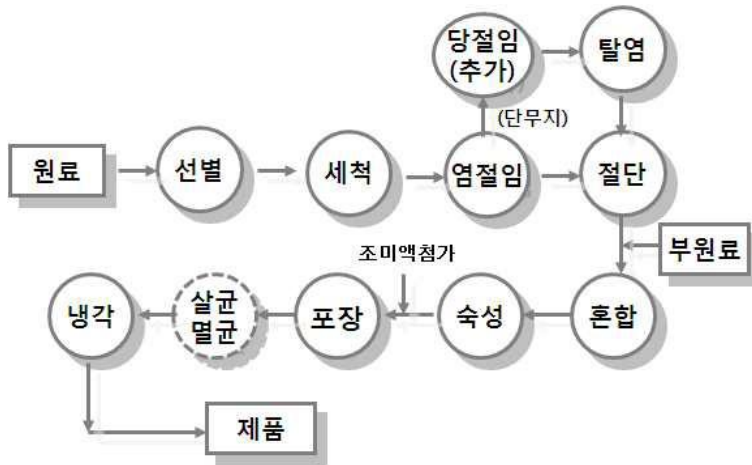 당절임
(추가)
탈염
(단무지)
원료
선별
세척
염절임
절단
부원료
조미액첨가
냉각
살균
멸균
포장
숙성
혼합
제품